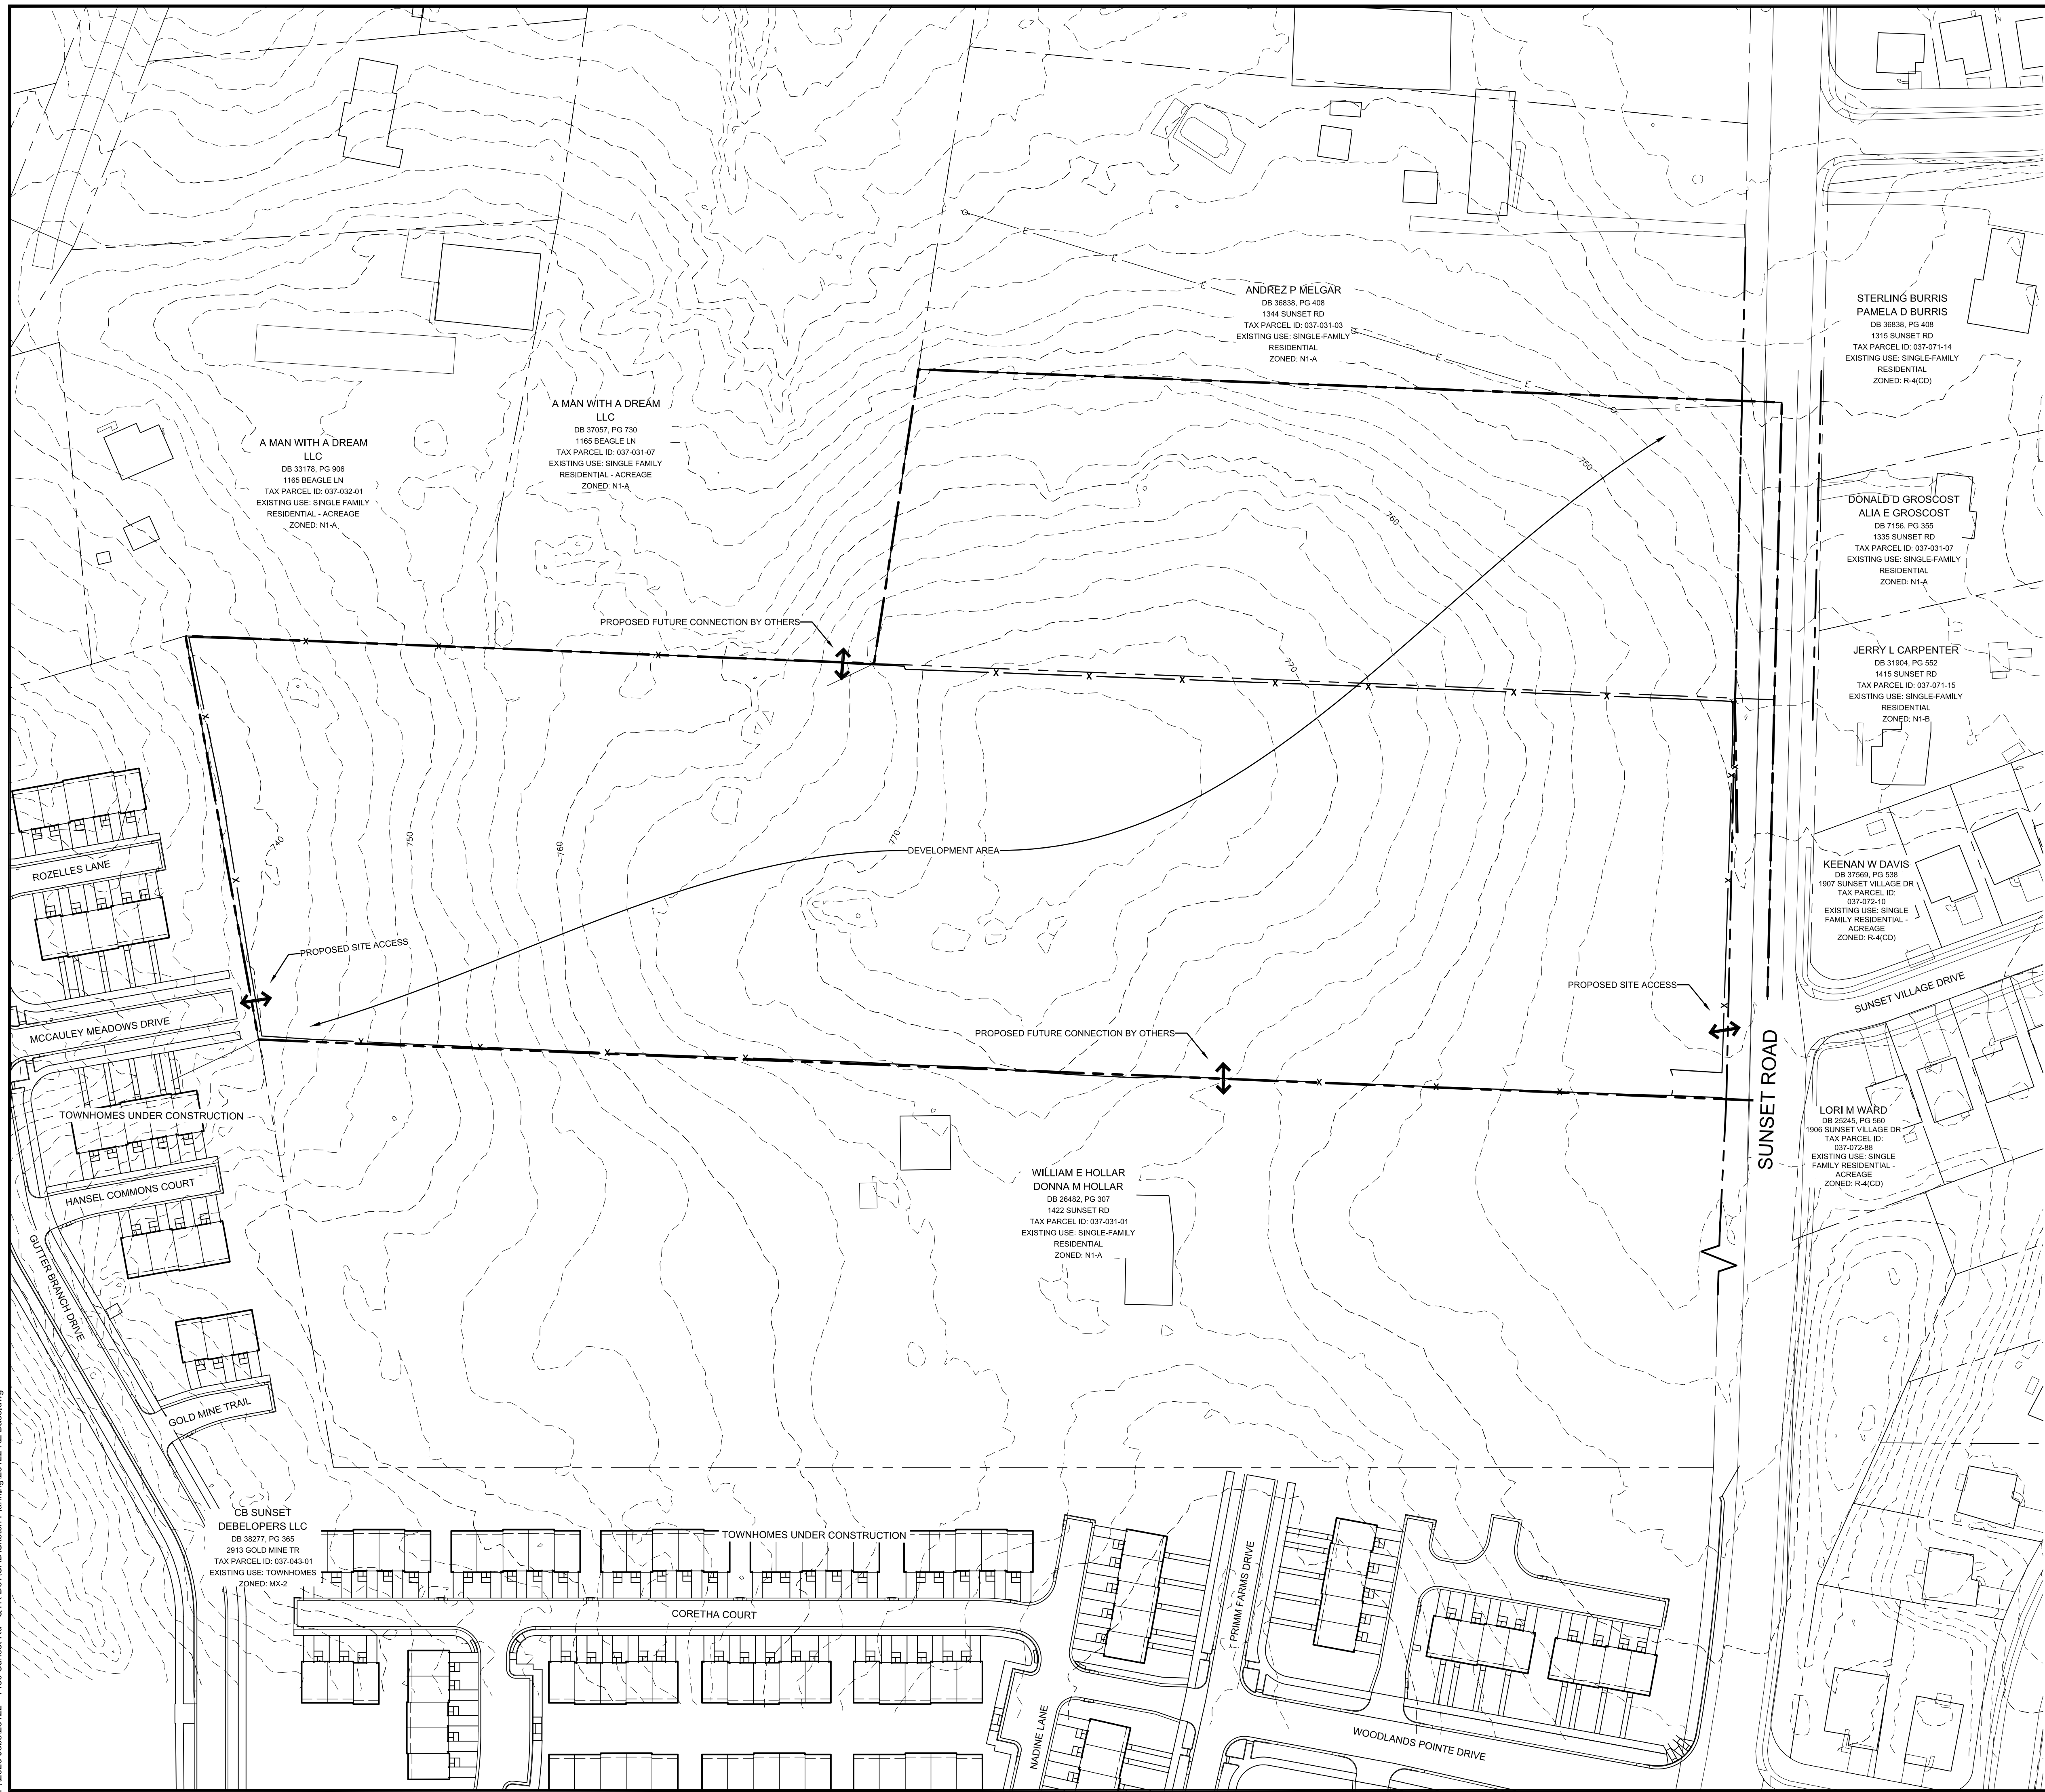 ANDREZ P MELGAR
DB 36838, PG 408
1344 SUNSET RD
TAX PARCEL ID: 037-031-03
EXISTING USE: SINGLE-FAMILY
RESIDENTIAL
ZONED: N1-A
E
E
E
E
E
E
STERLING BURRIS
PAMELA D BURRIS
DB 36838, PG 408
1315 SUNSET RD
TAX PARCEL ID: 037-071-14
EXISTING USE: SINGLE-FAMILY
RESIDENTIAL
ZONED: R-4(CD)
A MAN WITH A DREAM
LLC
DB 33178, PG 906
1165 BEAGLE LN
TAX PARCEL ID: 037-032-01
EXISTING USE: SINGLE FAMILY
RESIDENTIAL - ACREAGE
ZONED: N1-A
A MAN WITH A DREAM
LLC
DB 37057, PG 730
1165 BEAGLE LN
TAX PARCEL ID: 037-031-07
EXISTING USE: SINGLE FAMILY
RESIDENTIAL - ACREAGE
ZONED: N1-A
750
760
770
DONALD D GROSCOST
ALIA E GROSCOST
DB 7156, PG 355
1335 SUNSET RD
TAX PARCEL ID: 037-031-07
EXISTING USE: SINGLE-FAMILY
RESIDENTIAL
ZONED: N1-A
PROPOSED FUTURE CONNECTION BY OTHERS
JERRY L CARPENTER
DB 31904, PG 552
1415 SUNSET RD
TAX PARCEL ID: 037-071-15
EXISTING USE: SINGLE-FAMILY
RESIDENTIAL
ZONED: N1-B
740
750
760
770
DEVELOPMENT AREA
ROZELLES LANE
KEENAN W DAVIS
DB 37569, PG 538
1907 SUNSET VILLAGE DR
TAX PARCEL ID:
037-072-10
EXISTING USE: SINGLE
FAMILY RESIDENTIAL -
ACREAGE
ZONED: R-4(CD)
PROPOSED SITE ACCESS
PROPOSED SITE ACCESS
SUNSET VILLAGE DRIVE
MCCAULEY MEADOWS DRIVE
PROPOSED FUTURE CONNECTION BY OTHERS
SUNSET ROAD
TOWNHOMES UNDER CONSTRUCTION
LORI M WARD
DB 25245, PG 560
1906 SUNSET VILLAGE DR
TAX PARCEL ID:
037-072-88
EXISTING USE: SINGLE
FAMILY RESIDENTIAL -
ACREAGE
ZONED: R-4(CD)
WILLIAM E HOLLAR
DONNA M HOLLAR
DB 26482, PG 307
1422 SUNSET RD
TAX PARCEL ID: 037-031-01
EXISTING USE: SINGLE-FAMILY
RESIDENTIAL
ZONED: N1-A
HANSEL COMMONS COURT
GUTTER BRANCH DRIVE
GOLD MINE TRAIL
CB SUNSET
DEBELOPERS LLC
DB 38277, PG 365
2913 GOLD MINE TR
TAX PARCEL ID: 037-043-01
EXISTING USE: TOWNHOMES
ZONED: MX-2
TOWNHOMES UNDER CONSTRUCTION
CORETHA COURT
PRIMM FARMS DRIVE
NADINE LANE
WOODLANDS POINTE DRIVE